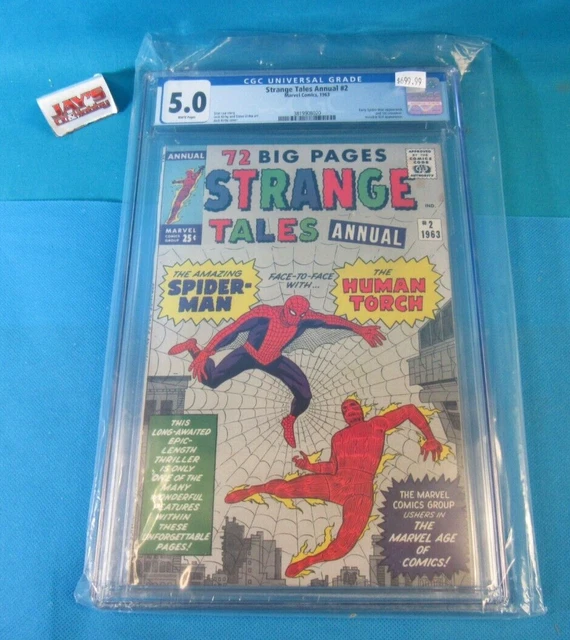 JAY'S
CGC UNIVERSAL GRADE
5.0
Strange Tales Annual #2
Marvel Comics, 1963
ANNUAL
72 BIG PAGES
STRANGE
TALES ANNUAL
APPROVED
BY THE
COMICS
CODE
AUTHORITY
IND.
#2
1963
MARVEL
COMICS
GROUP
25¢
THE AMAZING
SPIDER-
MAN
FACE-TO-FACE
WITH...
THE
HUMAN
TORCH
THIS
LONG-AWAITED
EPIC-
LENGTH
THRILLER
IS ONLY
ONE OF THE
MANY
WONDERFUL
FEATURES
WITHIN
THESE
UNFORGETTABLE
PAGES!
THE MARVEL
COMICS GROUP
USHERS IN
THE
MARVEL AGE
OF
COMICS!